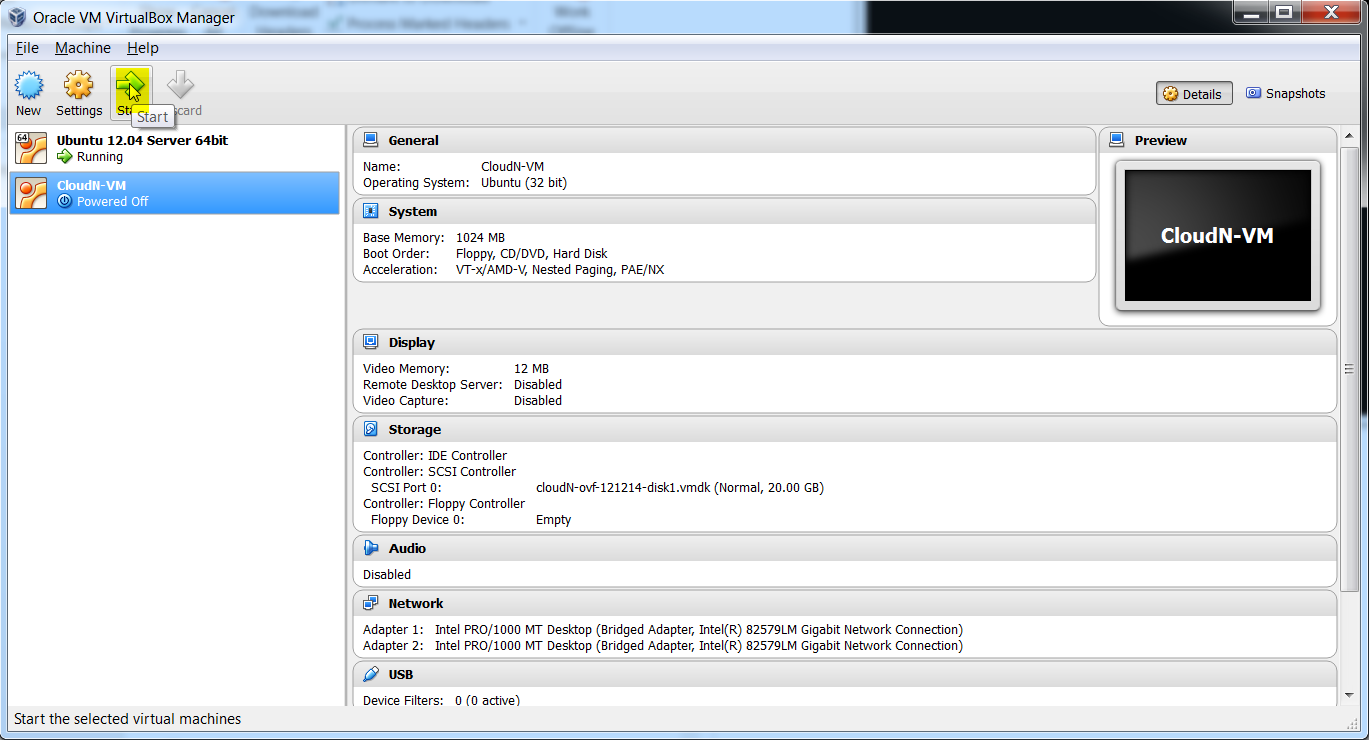 Oracle VM VirtualBox Manager
Download
Process Marked Headers
Work
File Machine Help
New Settings Sta scard
Start
Details Snapshots
64
Ubuntu 12.04 Server 64bit
Running
CloudN-VM
Powered Off
General
Name: CloudN-VM
Operating System: Ubuntu (32 bit)
System
Base Memory: 1024 MB
Boot Order: Floppy, CD/DVD, Hard Disk
Acceleration: VT-x/AMD-V, Nested Paging, PAE/NX
Preview
CloudN-VM
Display
Video Memory: 12 MB
Remote Desktop Server: Disabled
Video Capture: Disabled
Storage
Controller: IDE Controller
Controller: SCSI Controller
SCSI Port 0: cloudN-ovf-121214-disk1.vmdk (Normal, 20.00 GB)
Controller: Floppy Controller
Floppy Device 0: Empty
Audio
Disabled
Network
Adapter 1: Intel PRO/1000 MT Desktop (Bridged Adapter, Intel(R) 82579LM Gigabit Network Connection)
Adapter 2: Intel PRO/1000 MT Desktop (Bridged Adapter, Intel(R) 82579LM Gigabit Network Connection)
USB
Device Filters: 0 (0 active)
Start the selected virtual machines